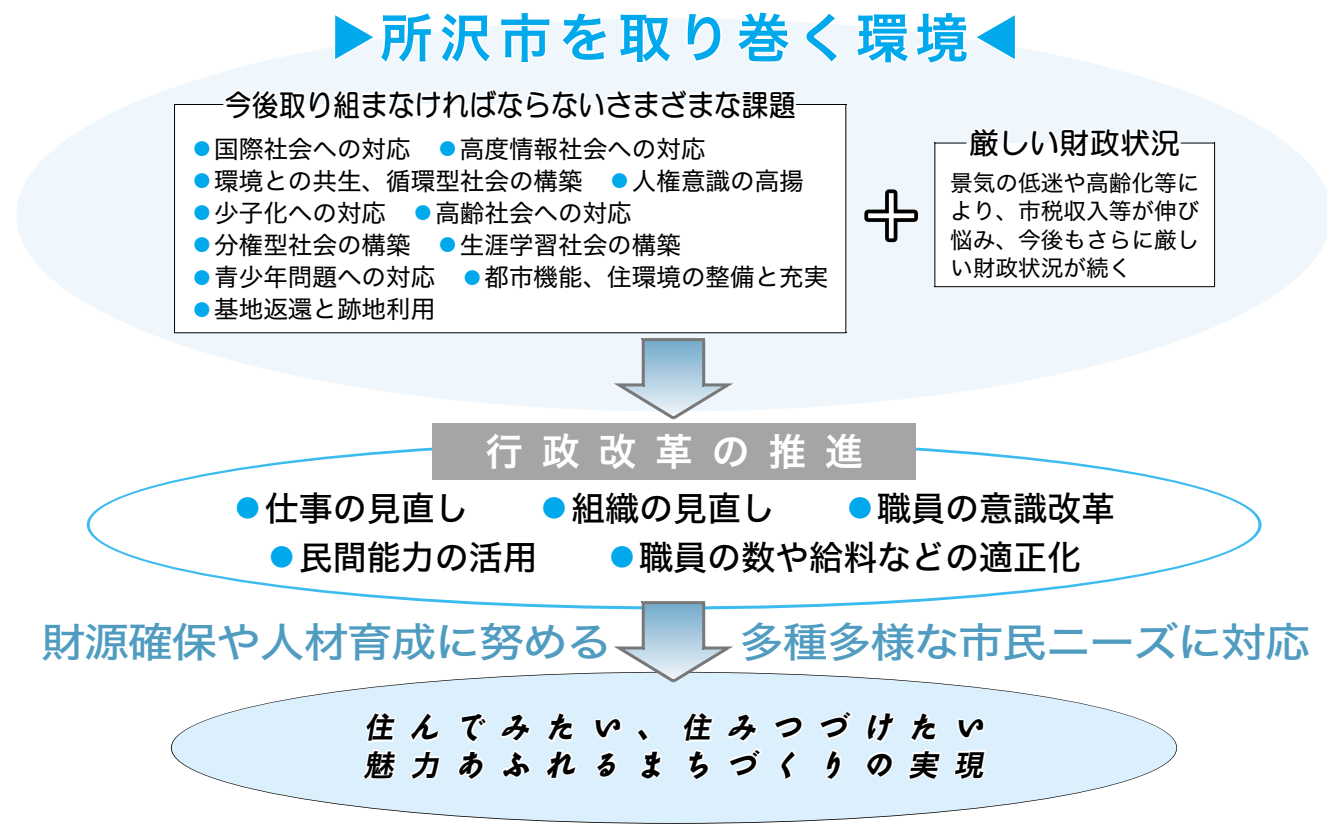 ▶所沢市を取り巻く環境◀
今後取り組まなければならないさまざまな課題
●国際社会への対応 ●高度情報社会への対応
●環境との共生、循環型社会の構築 ●人権意識の高揚
●少子化への対応 ●高齢社会への対応
●分権型社会の構築 ●生涯学習社会の構築
●青少年問題への対応 ●都市機能、住環境の整備と充実
●基地返還と跡地利用
厳しい財政状況
景気の低迷や高齢化等に
より、市税収入等が伸び
悩み、今後もさらに厳し
い財政状況が続く
行政改革の推進
●仕事の見直し ●組織の見直し ●職員の意識改革
●民間能力の活用 ●職員の数や給料などの適正化
財源確保や人材育成に努める 多種多様な市民ニーズに対応
住んでみたい、住みつづけたい
魅力あふれるまちづくりの実現